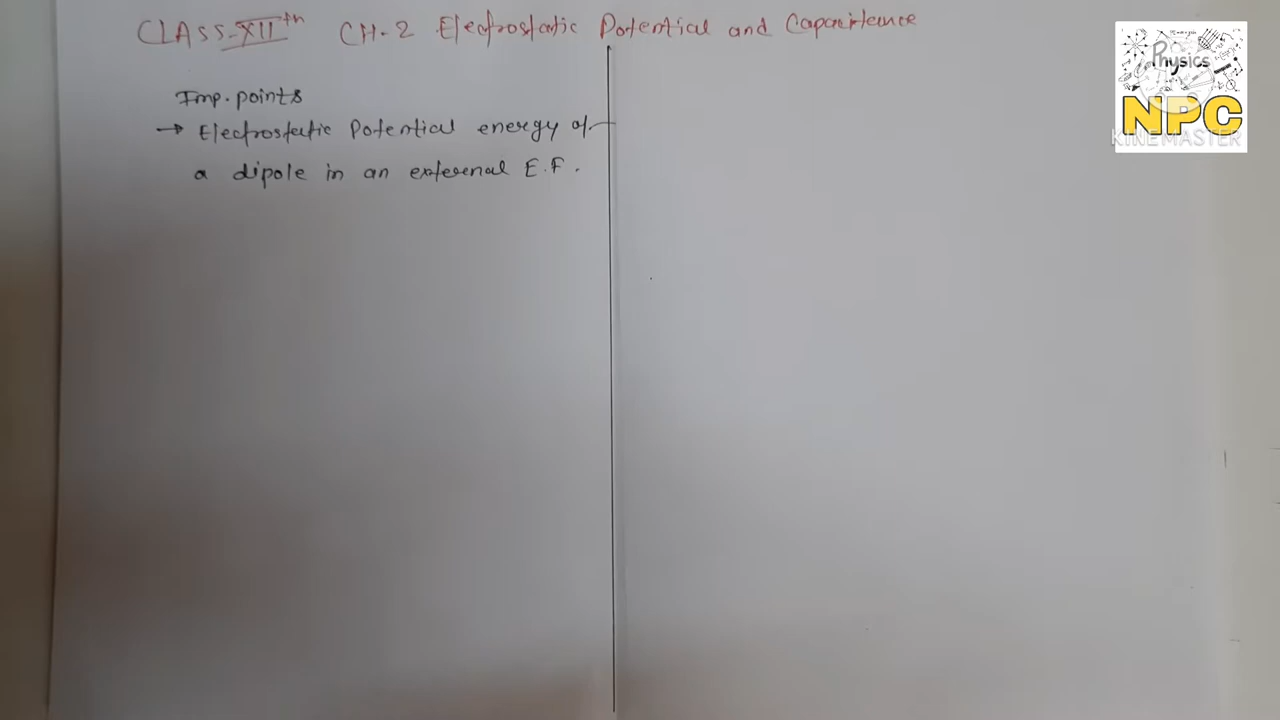 CLASS-XIIth CH-2 Electrostatic Potential and Capacitance
Imp. points
→ Electrostatic Potential energy of
a dipole in an external E.F.
Physics
NPC
KINEMASTER